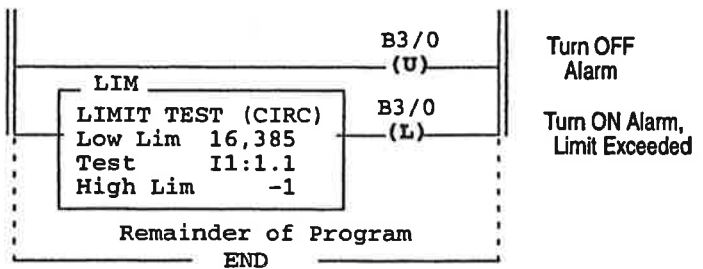 B3/0
(U)
Turn OFF
Alarm
LIM
LIMIT TEST (CIRC)
Low Lim 16,385
Test I1:1.1
High Lim -1
B3/0
(L)
Turn ON Alarm,
Limit Exceeded
Remainder of Program
END